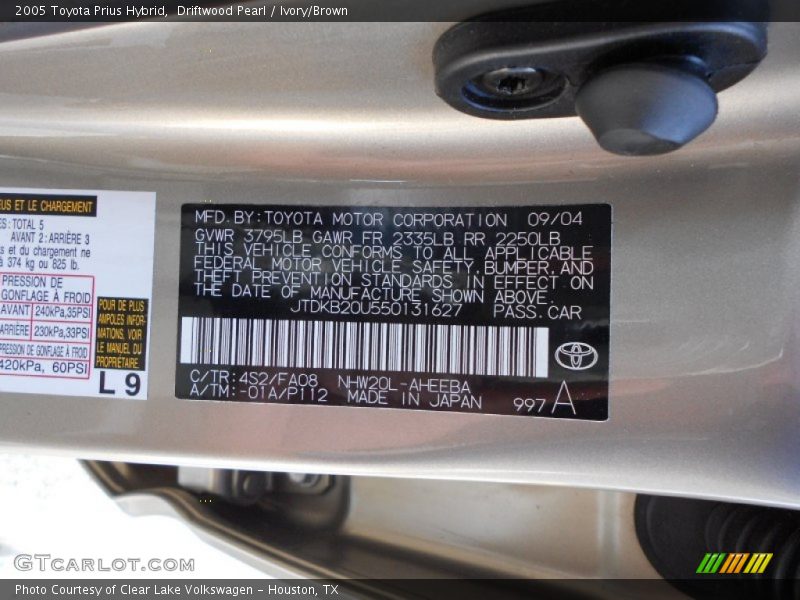 2005 Toyota Prius Hybrid, Driftwood Pearl / Ivory/Brown
EUS ET LE CHARGEMENT
ES: TOTAL 5
AVANT 2: ARRIÈRE 3
s et du chargement ne
à 374 kg ou 825 lb.
PRESSION DE
GONFLAGE À FROID
AVANT 240kPa,35PSI
ARRIÈRE 230kPa,33PSI
PRESSION DE GONFLAGE À FROID
420kPa, 60PSI
POUR DE PLUS
AMPLES INFOR-
MATIONS, VOIR
LE MANUEL DU
PROPRIÉTAIRE.
L 9
MFD. BY: TOYOTA MOTOR CORPORATION 09/04
GVWR 3795LB GAWR FR 2335LB RR 2250LB
THIS VEHICLE CONFORMS TO ALL APPLICABLE
FEDERAL MOTOR VEHICLE SAFETY, BUMPER, AND
THEFT PREVENTION STANDARDS IN EFFECT ON
THE DATE OF MANUFACTURE SHOWN ABOVE.
JTDKB20U550131627 PASS. CAR
C/TR: 4S2/FA08 NHW20L-AHEEBA
A/TM: -01A/P112 MADE IN JAPAN
997 A
GTcarlot.com
Photo Courtesy of Clear Lake Volkswagen - Houston, TX